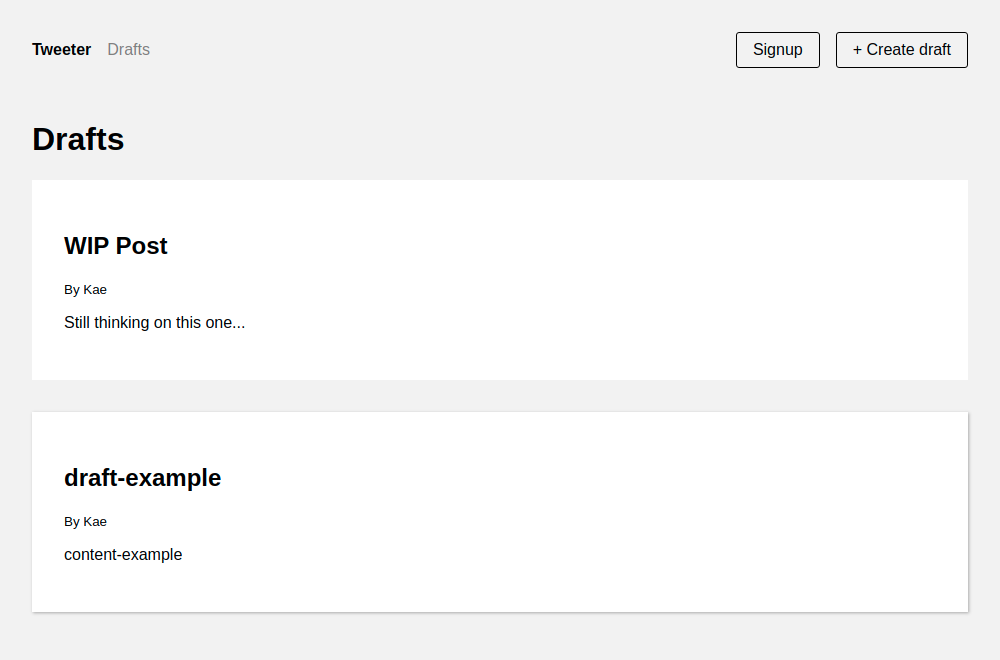 Tweeter Drafts Signup + Create draft
Drafts
WIP Post
By Kae
Still thinking on this one...
draft-example
By Kae
content-example